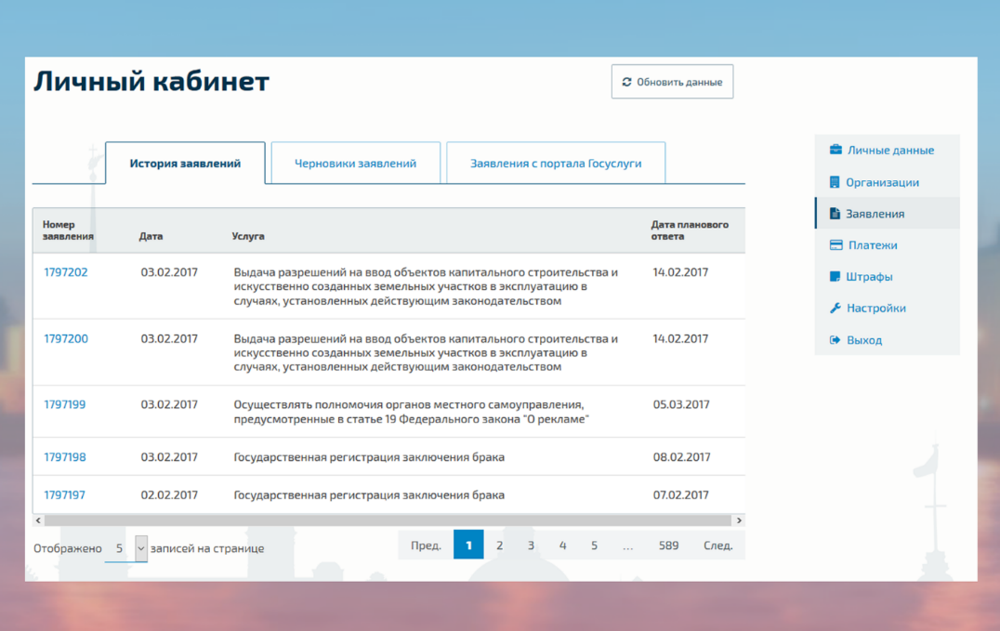 Личный кабинет
Обновить данные
История заявлений
Черновики заявлений
Заявления с портала Госуслуги
Личные данные
Организации
Заявления
Платежи
Штрафы
Настройки
Выход
Номер заявления Дата Услуга Дата планового ответа
1797202 03.02.2017 Выдача разрешений на ввод объектов капитального строительства и 14.02.2017
искусственно созданных земельных участков в эксплуатацию в
случаях, установленных действующим законодательством
1797200 03.02.2017 Выдача разрешений на ввод объектов капитального строительства и 14.02.2017
искусственно созданных земельных участков в эксплуатацию в
случаях, установленных действующим законодательством
1797199 03.02.2017 Осуществлять полномочия органов местного самоуправления, 05.03.2017
предусмотренные в статье 19 Федерального закона "О рекламе"
1797198 03.02.2017 Государственная регистрация заключения брака 08.02.2017
1797197 02.02.2017 Государственная регистрация заключения брака 07.02.2017
Отображено 5 записей на странице
Пред. 1 2 3 4 5 ... 589 След.